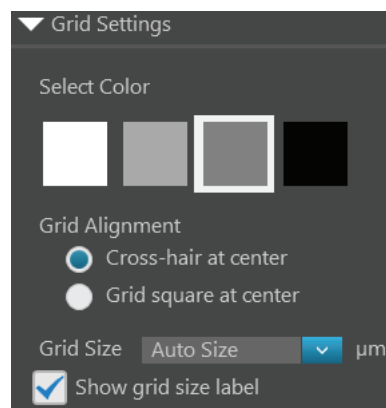 Grid Settings
Select Color
Grid Alignment
Cross-hair at center
Grid square at center
Grid Size Auto Size µm
Show grid size label